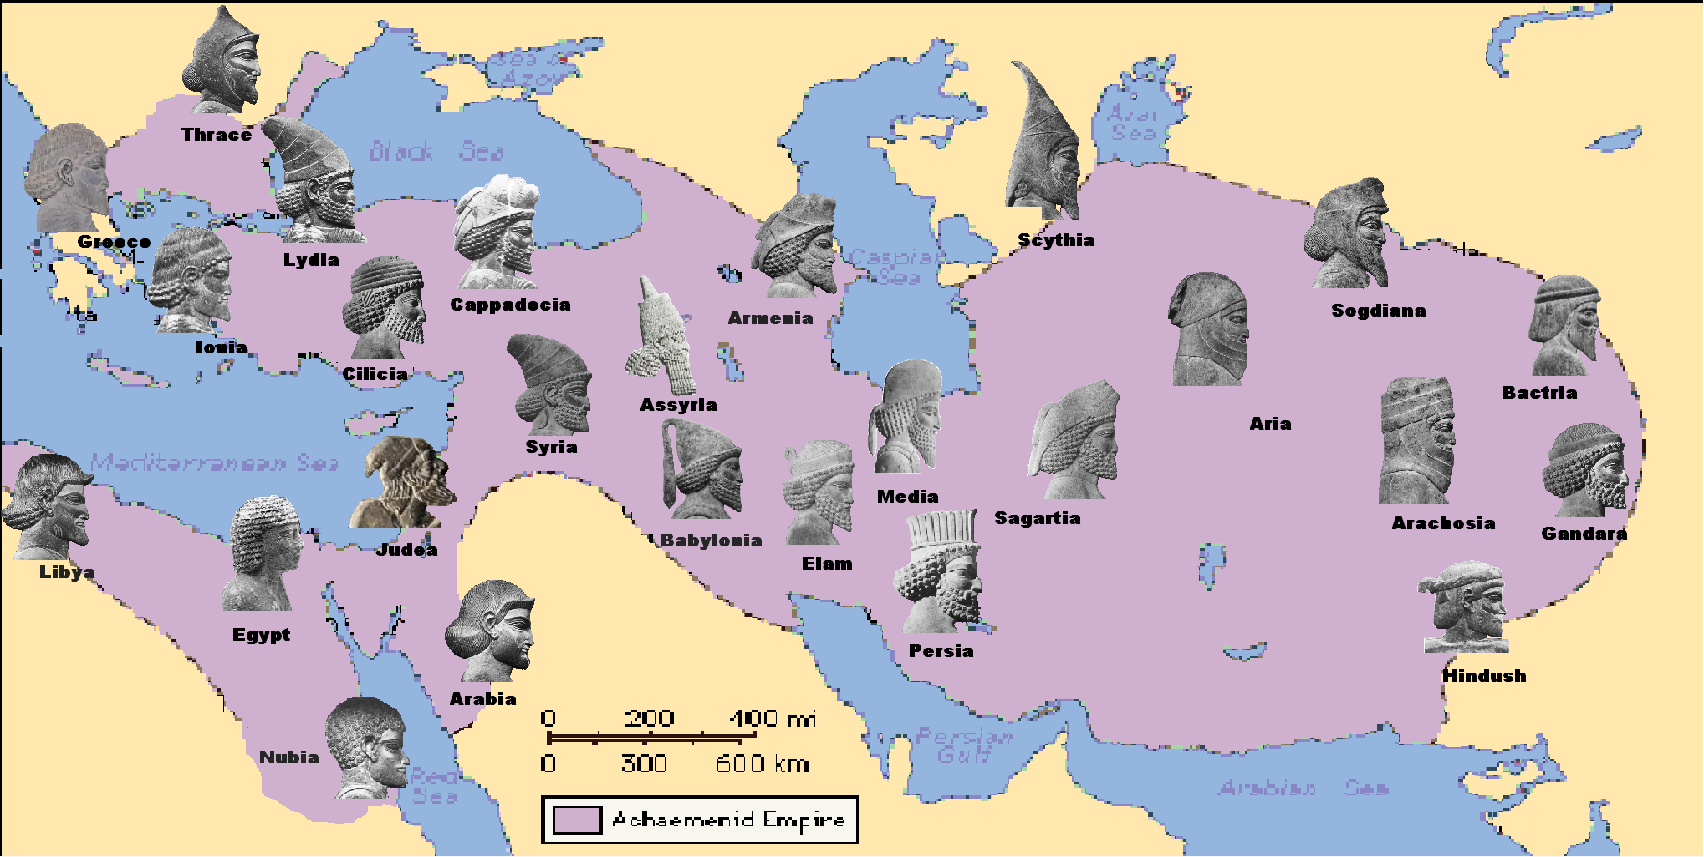 Sea of
Azov
Thrace
Black Sea
Aral
Sea
Greece
Lydia
Scythia
Caspian
Sea
Cappadocia
Sogdiana
Armenia
Ionia
Cilicia
Assyria
Bactria
Aria
Syria
Mediterranean Sea
Media
Sagartia
Arachosia
Gandara
Babylonia
Judea
Elam
Libya
Egypt
Persia
Hindush
Arabia
0 200 400 mi
0 300 600 km
Nubia
Red
Sea
Persian
Gulf
Arabian Sea
Achaemenid Empire